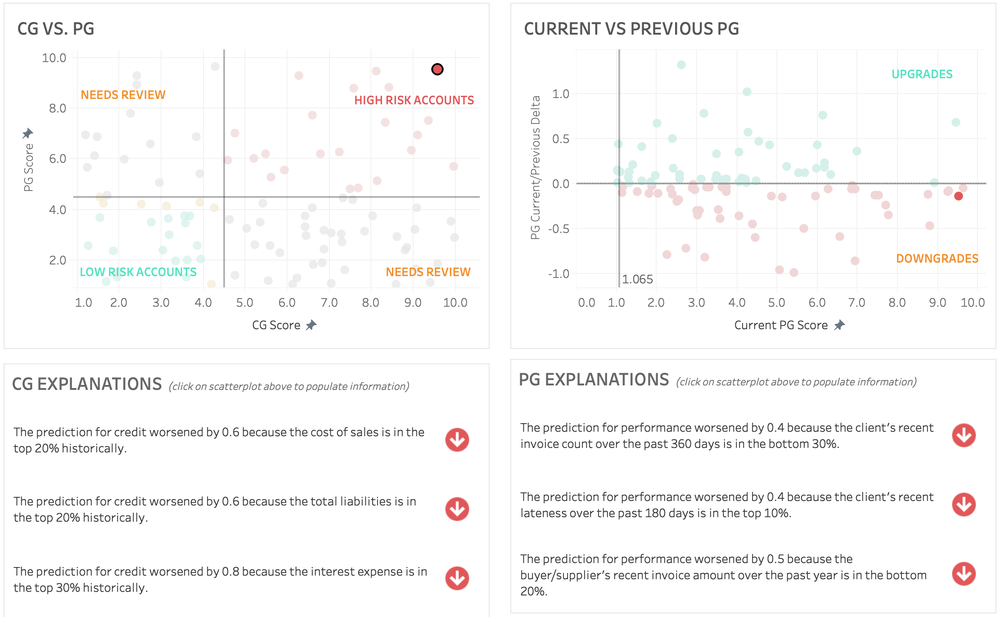 CG VS. PG
10.0
8.0
6.0
4.0
2.0
PG Score
NEEDS REVIEW
HIGH RISK ACCOUNTS
LOW RISK ACCOUNTS
NEEDS REVIEW
1.0 2.0 3.0 4.0 5.0 6.0 7.0 8.0 9.0 10.0
CG Score
CURRENT VS PREVIOUS PG
1.0
0.5
0.0
-0.5
-1.0
PG Current/Previous Delta
UPGRADES
DOWNGRADES
1.065
0.0 1.0 2.0 3.0 4.0 5.0 6.0 7.0 8.0 9.0 10.0
Current PG Score
CG EXPLANATIONS (click on scatterplot above to populate information)
The prediction for credit worsened by 0.6 because the cost of sales is in the
top 20% historically.
The prediction for credit worsened by 0.6 because the total liabilities is in
the top 20% historically.
The prediction for credit worsened by 0.8 because the interest expense is in
the top 30% historically.
PG EXPLANATIONS (click on scatterplot above to populate information)
The prediction for performance worsened by 0.4 because the client's recent
invoice count over the past 360 days is in the bottom 30%.
The prediction for performance worsened by 0.4 because the client's recent
lateness over the past 180 days is in the top 10%.
The prediction for performance worsened by 0.5 because the
buyer/supplier's recent invoice amount over the past year is in the bottom
20%.